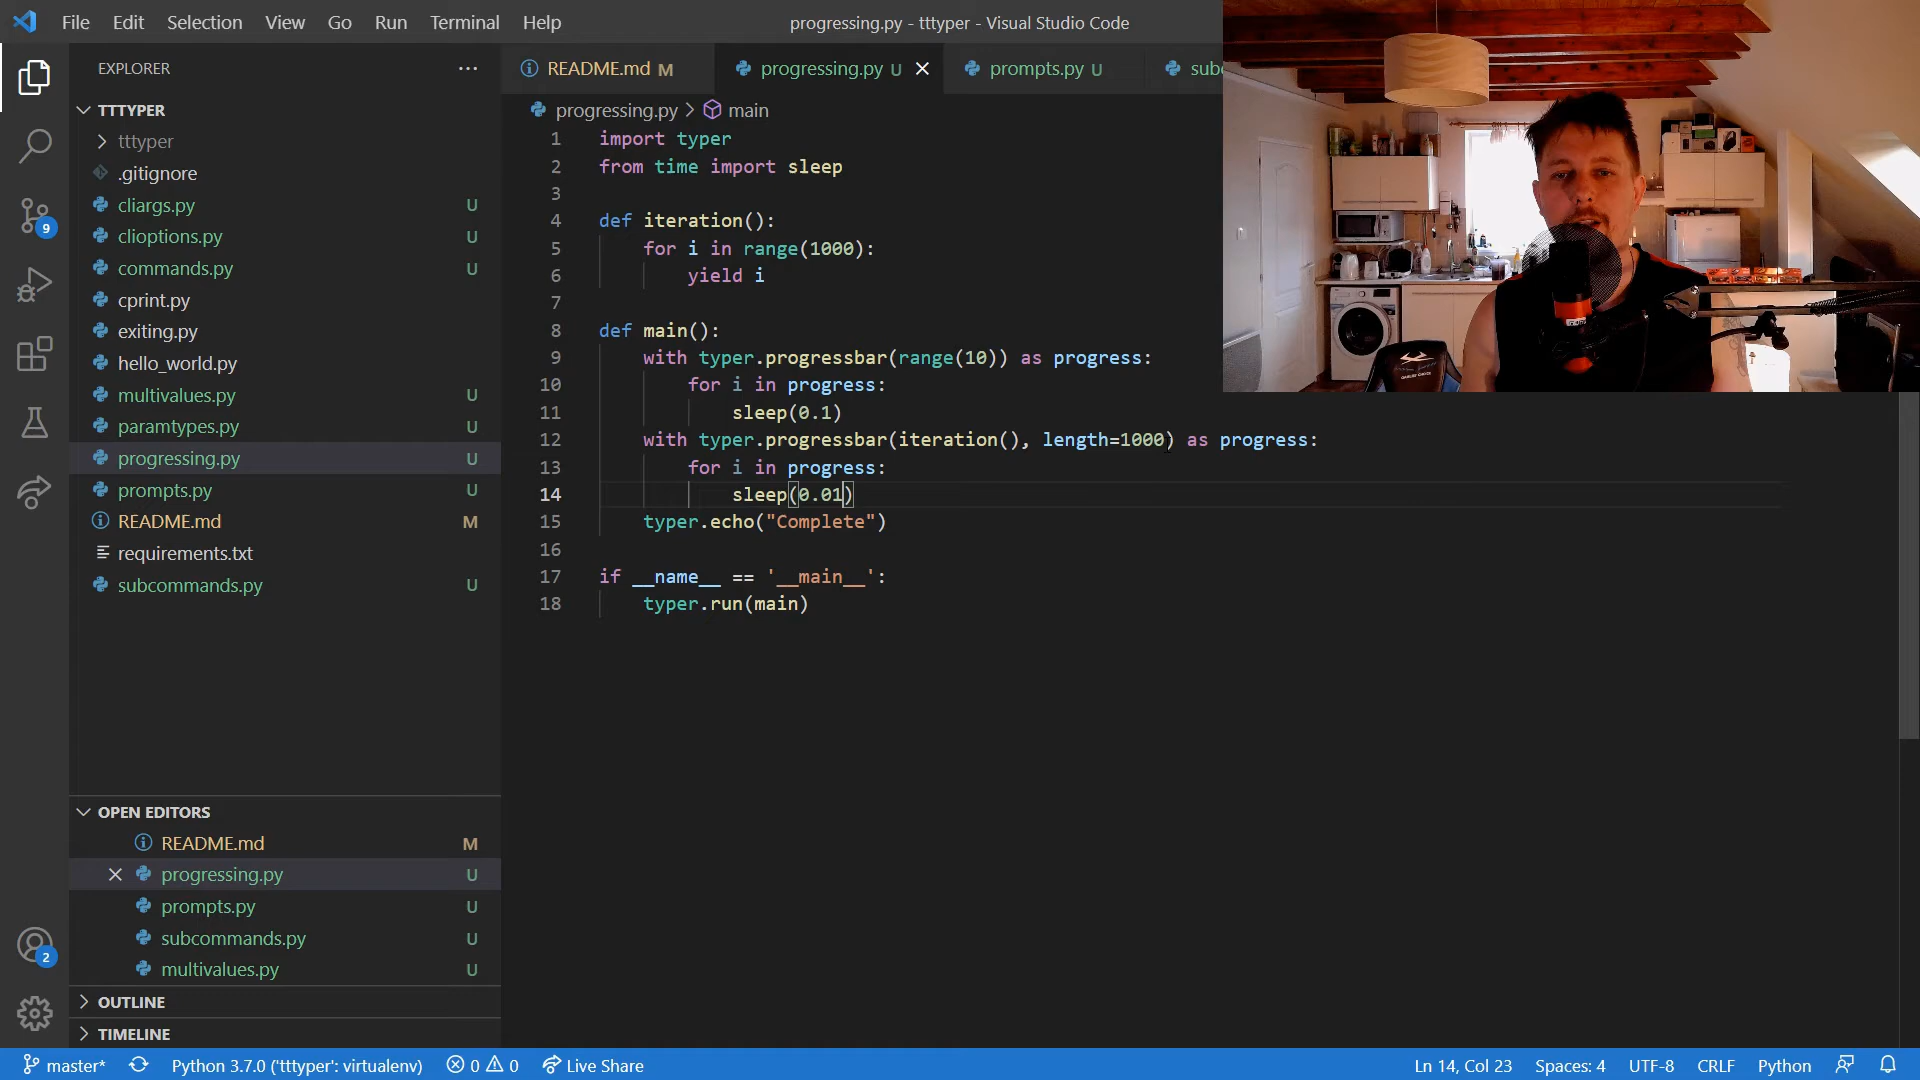 File Edit Selection View Go Run Terminal Help
progressing.py - tttyper - Visual Studio Code
EXPLORER
TTTYPER
tttyper
.gitignore
cliargs.py U
clioptions.py U
commands.py U
cprint.py
exiting.py
hello_world.py
multivalues.py U
paramtypes.py U
progressing.py U
prompts.py U
README.md M
requirements.txt
subcommands.py U
OPEN EDITORS
README.md M
progressing.py U
prompts.py U
subcommands.py U
multivalues.py U
OUTLINE
TIMELINE
9
2
README.md M
progressing.py U
prompts.py U
subc
progressing.py > main
1 import typer
2 from time import sleep
3
4 def iteration():
5 for i in range(1000):
6 yield i
7
8 def main():
9 with typer.progressbar(range(10)) as progress:
10 for i in progress:
11 sleep(0.1)
12 with typer.progressbar(iteration(), length=1000) as progress:
13 for i in progress:
14 sleep(0.01)
15 typer.echo("Complete")
16
17 if __name__ == '__main__':
18 typer.run(main)
master* Python 3.7.0 ('tttyper': virtualenv) 0 0 Live Share
Ln 14, Col 23 Spaces: 4 UTF-8 CRLF Python